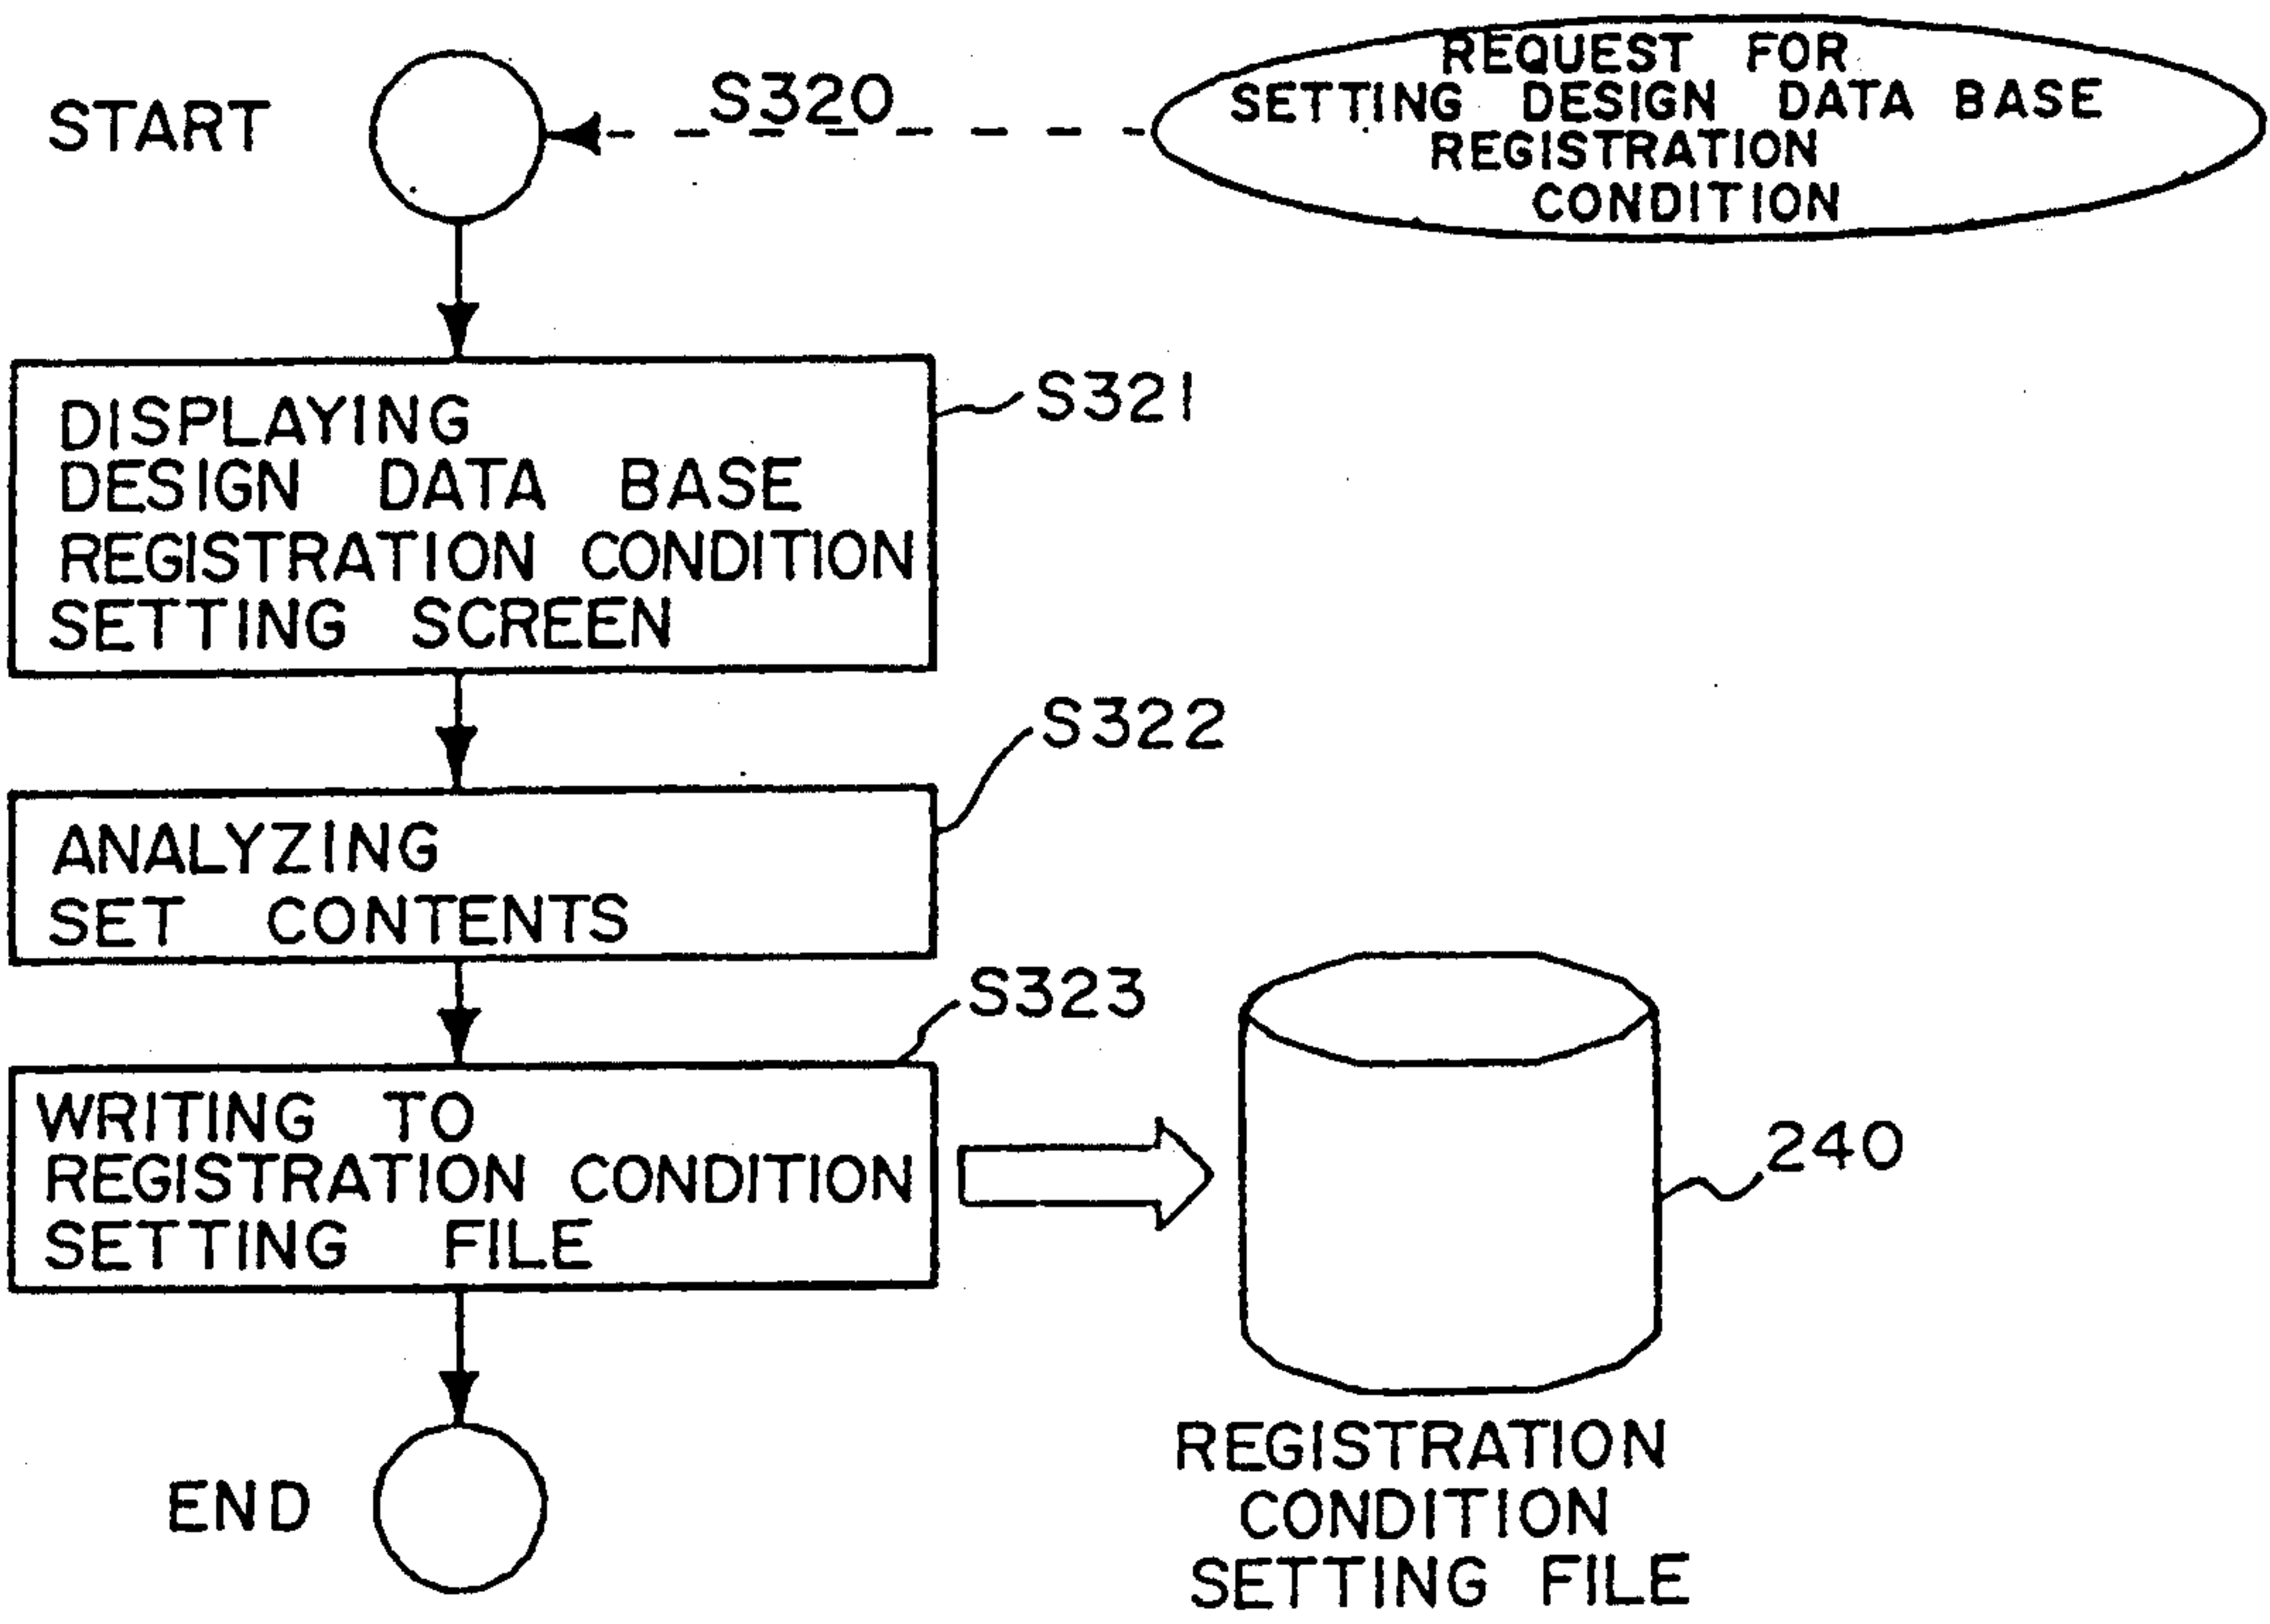 START
S320
REQUEST FOR
SETTING DESIGN DATA BASE
REGISTRATION
CONDITION
DISPLAYING
DESIGN DATA BASE
REGISTRATION CONDITION
SETTING SCREEN
S321
ANALYZING
SET CONTENTS
S322
WRITING TO
REGISTRATION CONDITION
SETTING FILE
S323
240
REGISTRATION
CONDITION
SETTING FILE
END